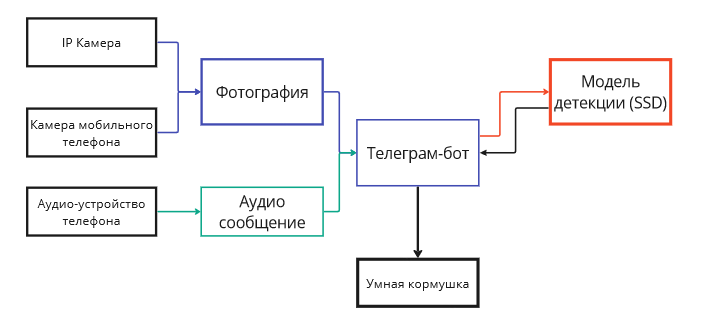 IP Камера
Фотография
Камера мобильного
телефона
Модель
детекции (SSD)
Телеграм-бот
Аудио-устройство
телефона
Аудио
сообщение
Умная кормушка